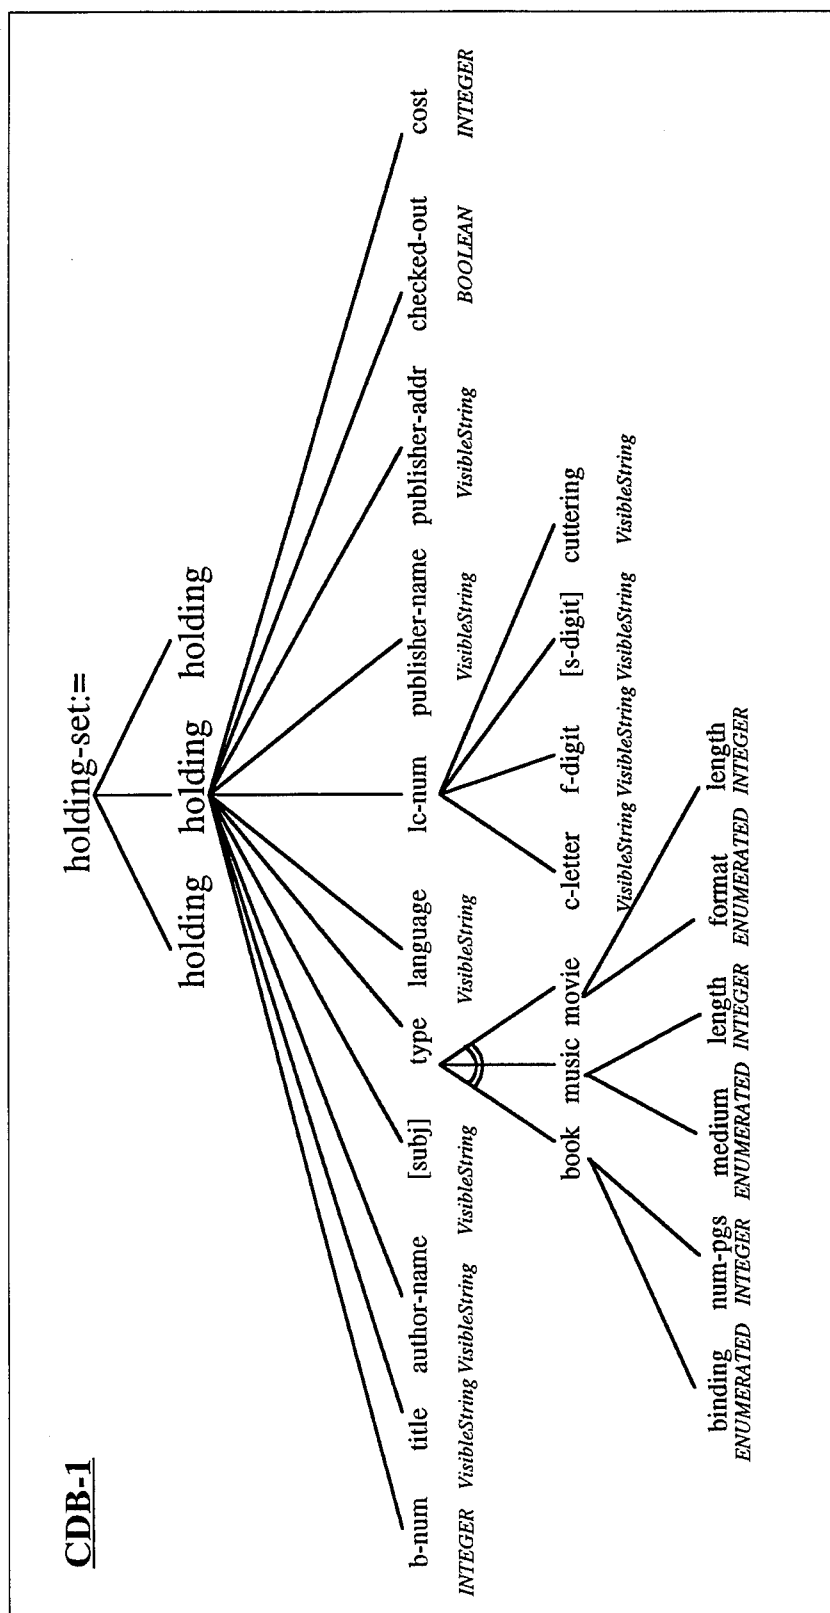 CDB-1
holding-set:=
holding holding holding
b-num title author-name [subj] type language lc-num publisher-name publisher-addr checked-out cost
INTEGER VisibleString VisibleString VisibleString VisibleString VisibleString VisibleString BOOLEAN INTEGER
book music movie c-letter f-digit [s-digit] cuttering
VisibleString VisibleString VisibleString VisibleString
binding num-pgs medium length format length
ENUMERATED INTEGER ENUMERATED INTEGER ENUMERATED INTEGER